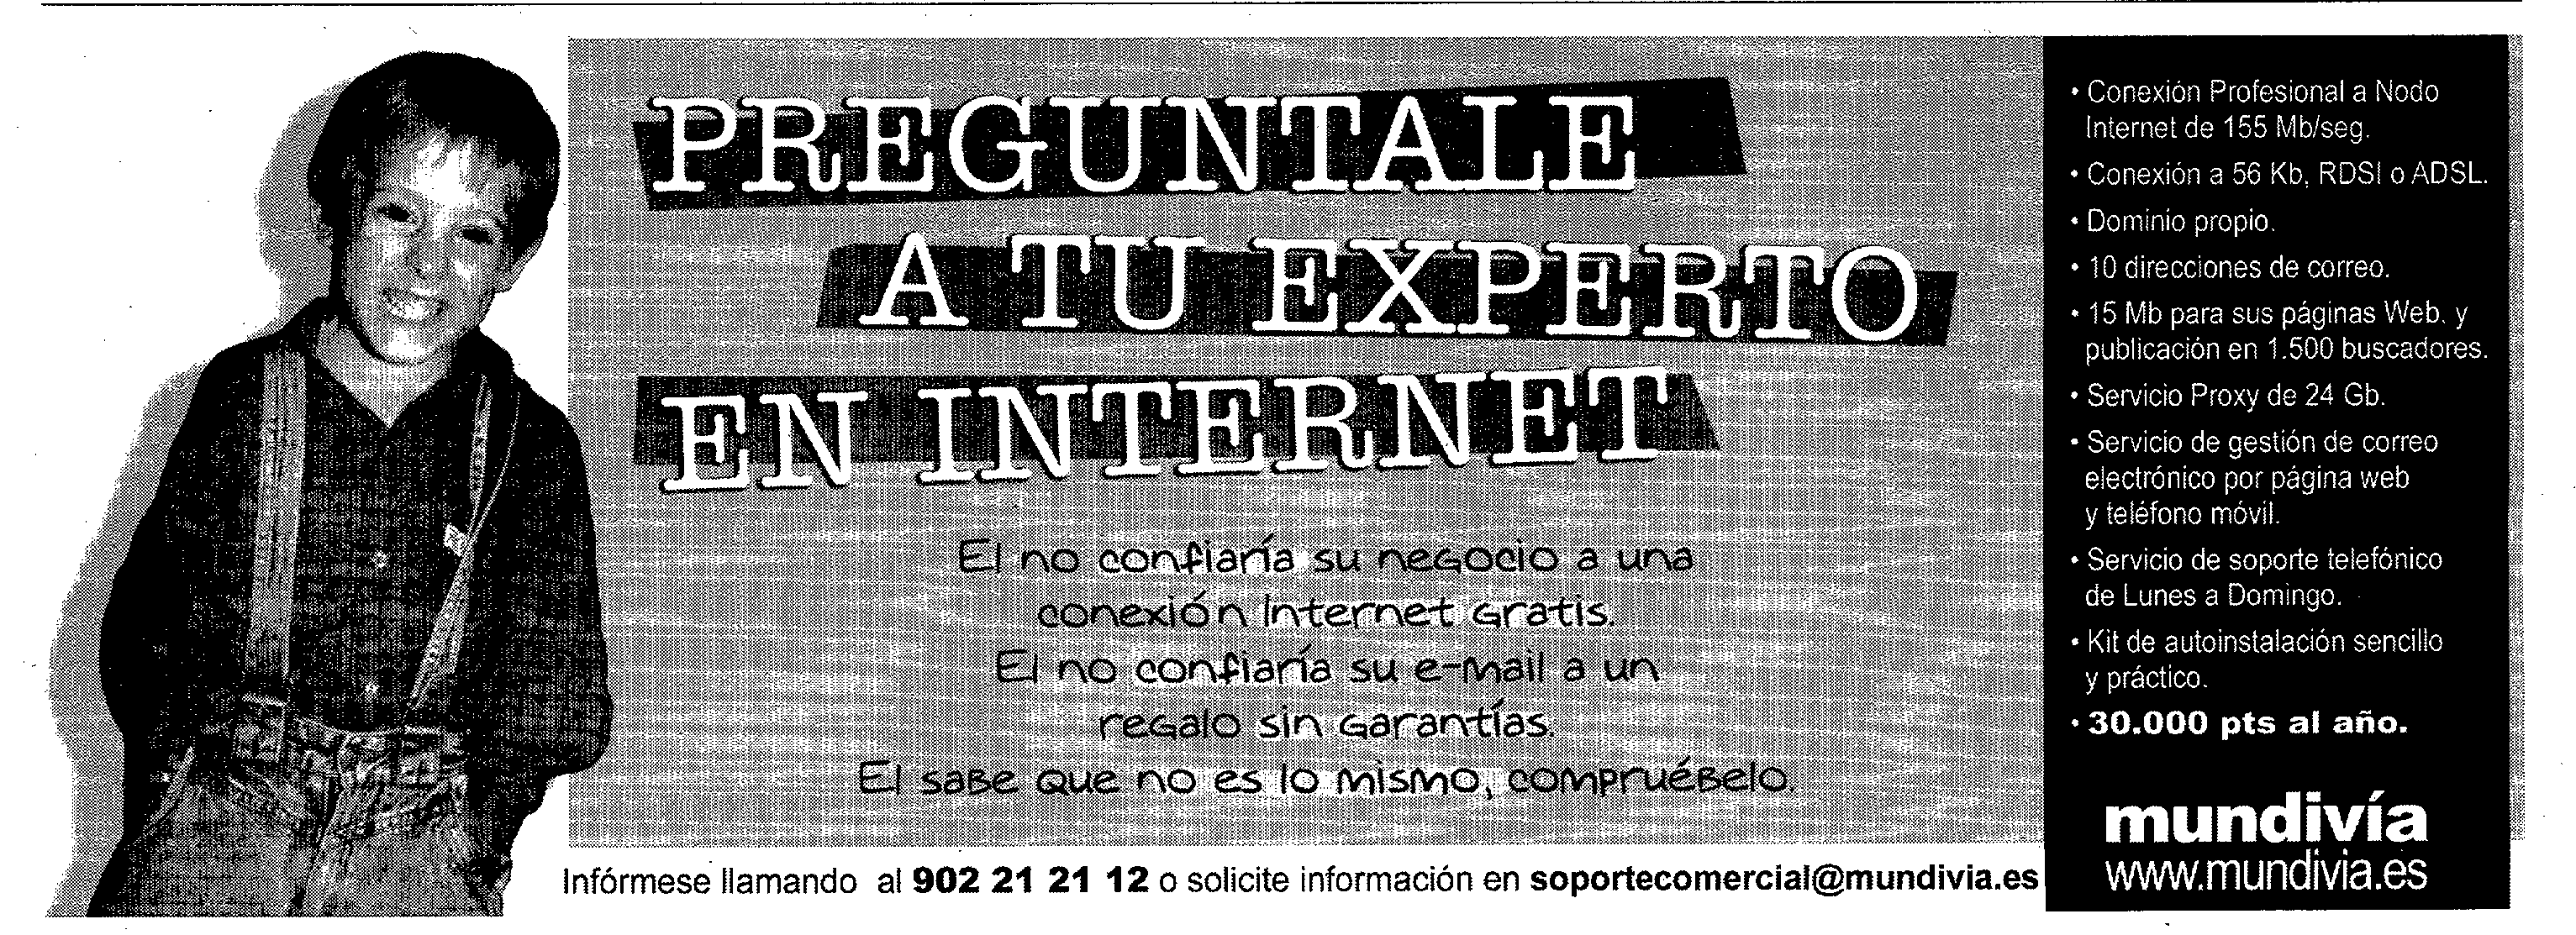 PREGUNTALE
A TU EXPERTO
EN INTERNET
El no confiaría su negocio a una
conexión Internet gratis.
El no confiaría su e-mail a un
regalo sin garantías.
El sabe que no es lo mismo, compruébelo.
Infórmese llamando al 902 21 21 12 o solicite información en soportecomercial@mundivia.es
• Conexión Profesional a Nodo
Internet de 155 Mb/seg.
• Conexión a 56 Kb, RDSI o ADSL.
• Dominio propio.
• 10 direcciones de correo.
• 15 Mb para sus páginas Web. y
publicación en 1.500 buscadores.
• Servicio Proxy de 24 Gb.
• Servicio de gestión de correo
electrónico por página web
y teléfono móvil.
• Servicio de soporte telefónico
de Lunes a Domingo.
• Kit de autoinstalación sencillo
y práctico.
• 30.000 pts al año.
mundivía
www.mundivia.es